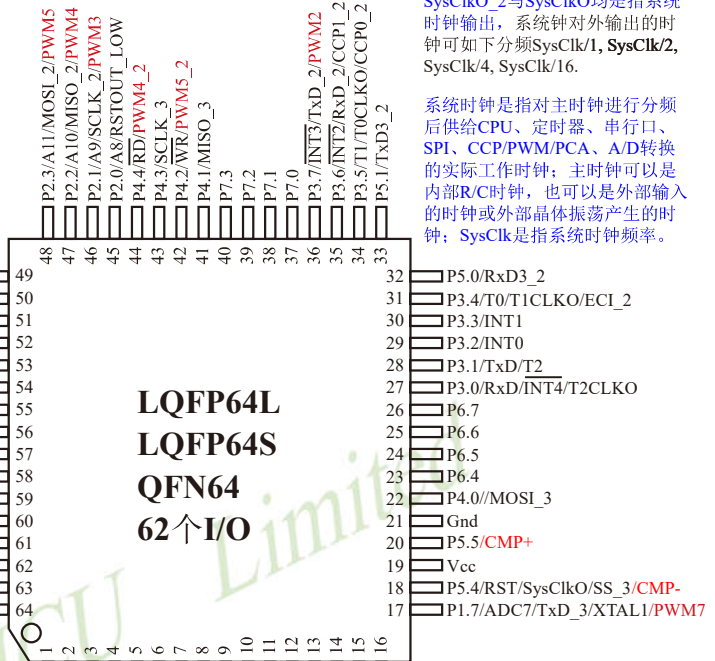 SysClkO_2与SysClkO均是指系统
时钟输出，系统钟对外输出的时
钟可如下分频SysClk/1, SysClk/2,
SysClk/4, SysClk/16.
系统时钟是指对主时钟进行分频
后供给CPU、定时器、串行口、
SPI、CCP/PWM/PCA、A/D转换
的实际工作时钟；主时钟可以是
内部R/C时钟，也可以是外部输入
的时钟或外部晶体振荡产生的时
钟；SysClk是指系统时钟频率。
P2.3/A11/MOSI_2/PWM5
P2.2/A10/MISO_2/PWM4
P2.1/A9/SCLK_2/PWM3
P2.0/A8/RSTOUT_LOW
P4.4/RD/PWM4_2
P4.3/SCLK_3
P4.2/WR/PWM5_2
P4.1/MISO_3
P7.3
P7.2
P7.1
P7.0
P3.7/INT3/TxD_2/PWM2
P3.6/INT2/RxD_2/CCP1_2
P3.5/T1/T0CLKO/CCP0_2
P5.1/TxD3_2
48
47
46
45
44
43
42
41
40
39
38
37
36
35
34
33
49
50
51
52
53
54
55
56
57
58
59
60
61
62
63
64
LQFP64L
LQFP64S
QFN64
62个I/O
32 P5.0/RxD3_2
31 P3.4/T0/T1CLKO/ECI_2
30 P3.3/INT1
29 P3.2/INT0
28 P3.1/TxD/T2
27 P3.0/RxD/INT4/T2CLKO
26 P6.7
25 P6.6
24 P6.5
23 P6.4
22 P4.0//MOSI_3
21 Gnd
20 P5.5/CMP+
19 Vcc
18 P5.4/RST/SysClkO/SS_3/CMP-
17 P1.7/ADC7/TxD_3/XTAL1/PWM7
1
2
3
4
5
6
7
8
9
10
11
12
13
14
15
16
MCU Limited